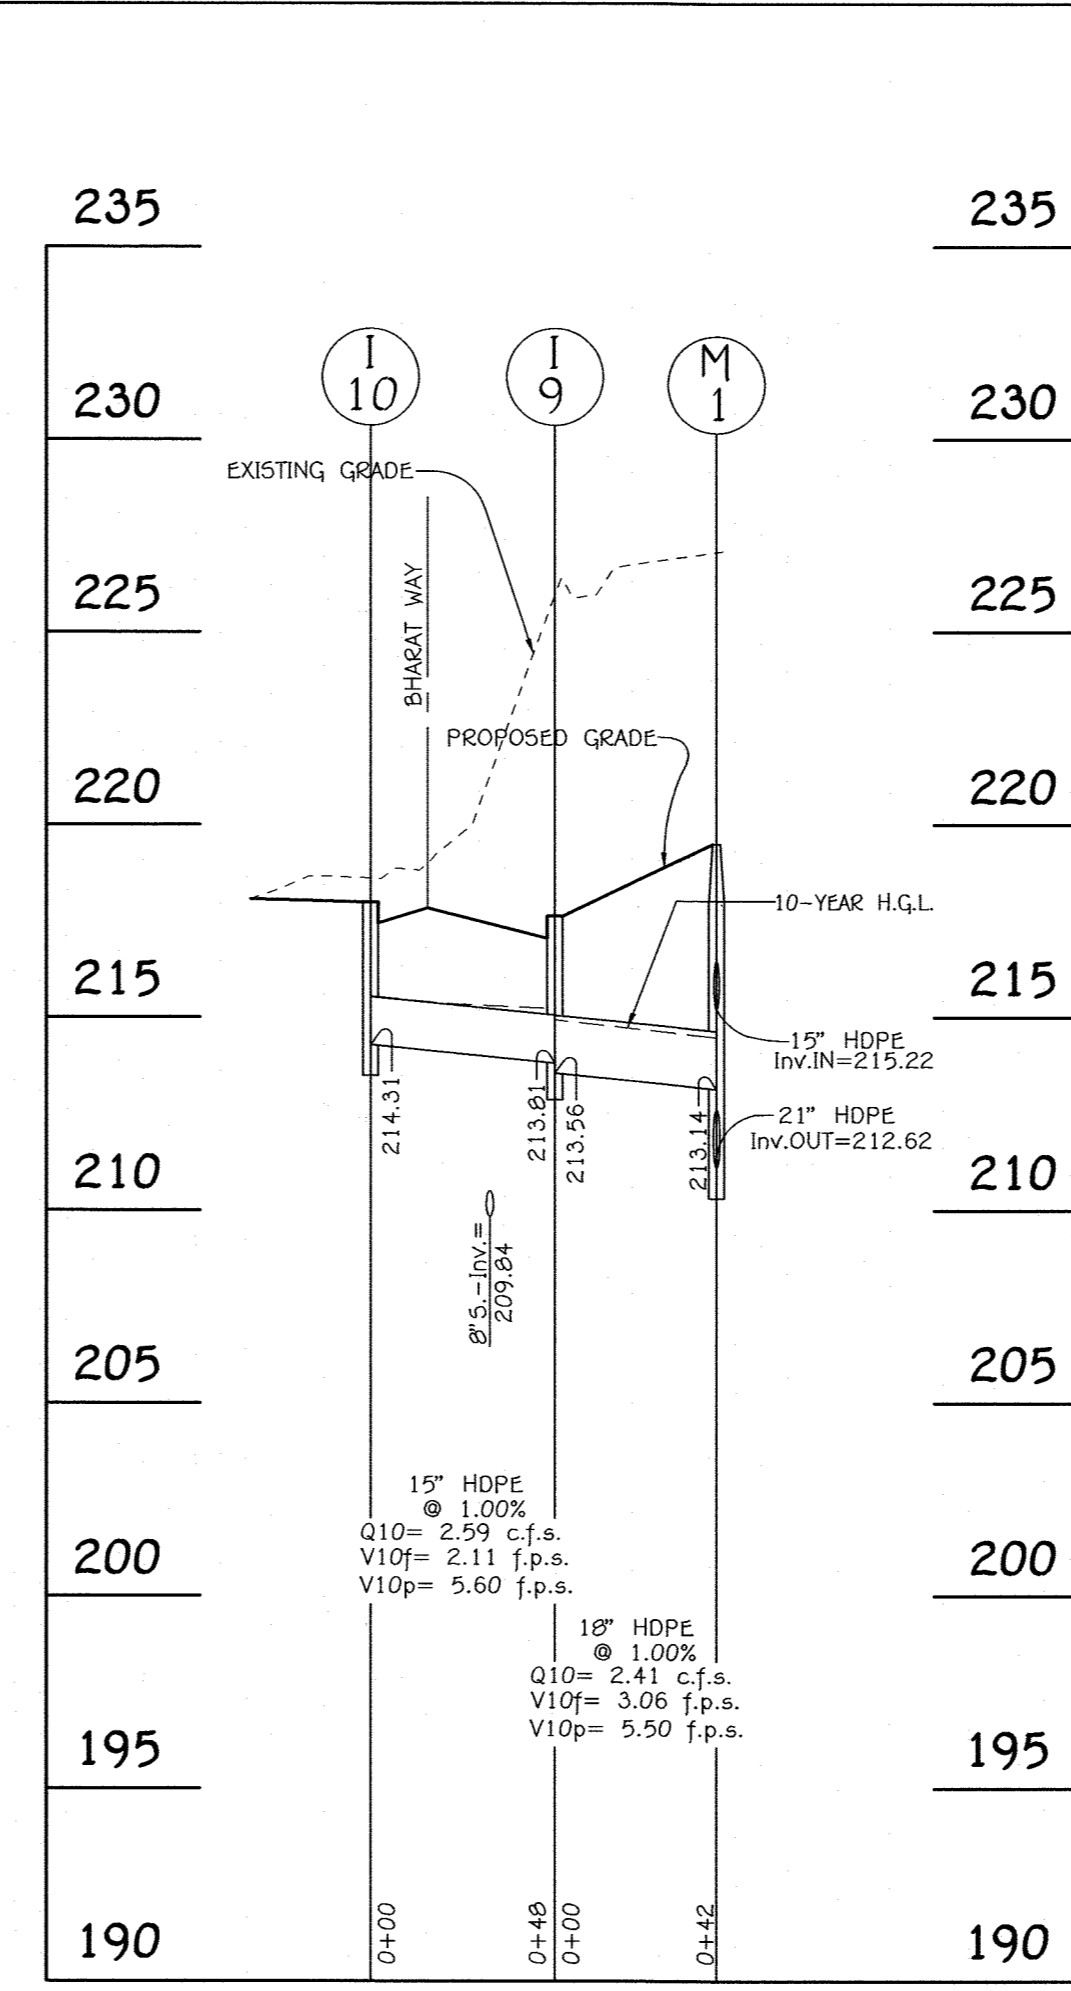 235
235
I
10
I
9
M
1
230
230
EXISTING GRADE
BHARAT WAY
225
225
PROPOSED GRADE
220
220
10-YEAR H.G.L.
215
215
15" HDPE
Inv.IN=215.22
214.31
213.81
213.56
213.14
21" HDPE
Inv.OUT=212.62
210
210
8"S.-Inv.=
209.84
205
205
15" HDPE
@ 1.00%
Q10= 2.59 c.f.s.
V10f= 2.11 f.p.s.
V10p= 5.60 f.p.s.
200
200
18" HDPE
@ 1.00%
Q10= 2.41 c.f.s.
V10f= 3.06 f.p.s.
V10p= 5.50 f.p.s.
195
195
0+00
0+48
0+00
0+42
190
190